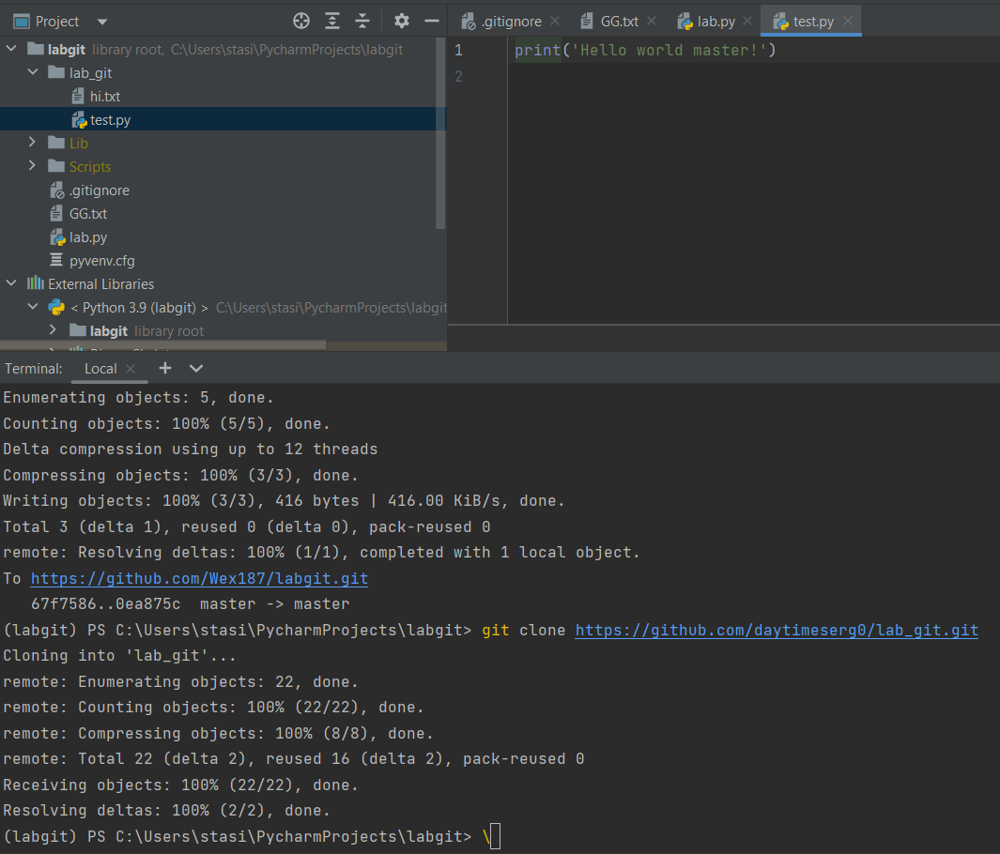 Project
.gitignore
GG.txt
lab.py
test.py
labgit library root, C:\Users\stasi\PycharmProjects\labgit
lab_git
hi.txt
test.py
Lib
Scripts
.gitignore
GG.txt
lab.py
pyvenv.cfg
External Libraries
< Python 3.9 (labgit) > C:\Users\stasi\PycharmProjects\labgit
labgit library root
1 print('Hello world master!')
2
Terminal: Local
Enumerating objects: 5, done.
Counting objects: 100% (5/5), done.
Delta compression using up to 12 threads
Compressing objects: 100% (3/3), done.
Writing objects: 100% (3/3), 416 bytes | 416.00 KiB/s, done.
Total 3 (delta 1), reused 0 (delta 0), pack-reused 0
remote: Resolving deltas: 100% (1/1), completed with 1 local object.
To https://github.com/Wex187/labgit.git
67f7586..0ea875c master -> master
(labgit) PS C:\Users\stasi\PycharmProjects\labgit> git clone https://github.com/daytimeserg0/lab_git.git
Cloning into 'lab_git'...
remote: Enumerating objects: 22, done.
remote: Counting objects: 100% (22/22), done.
remote: Compressing objects: 100% (8/8), done.
remote: Total 22 (delta 2), reused 16 (delta 2), pack-reused 0
Receiving objects: 100% (22/22), done.
Resolving deltas: 100% (2/2), done.
(labgit) PS C:\Users\stasi\PycharmProjects\labgit> \